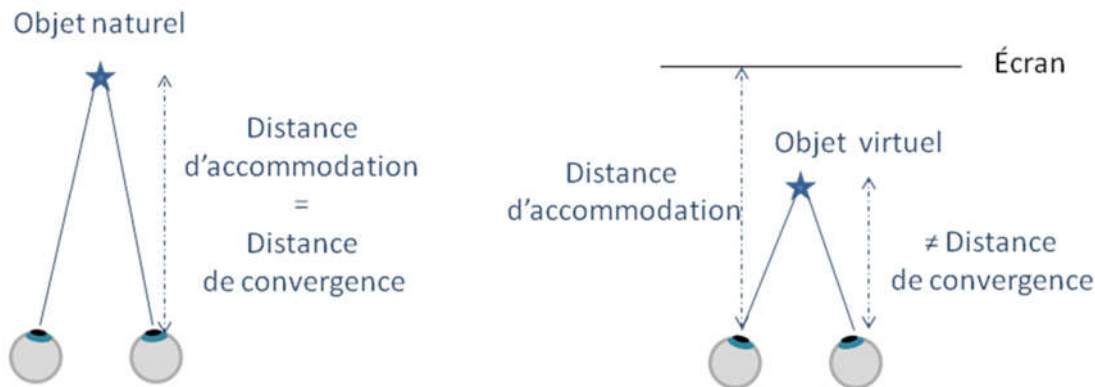 Objet naturel
Distance
d'accommodation
=
Distance
de convergence
Écran
Objet virtuel
Distance
d'accommodation
≠ Distance
de convergence